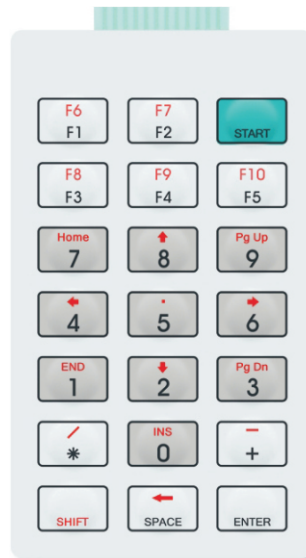 F6 F7
F1 F2 START
F8 F9 F10
F3 F4 F5
Home ↑ Pg Up
7 8 9
← · →
4 5 6
END ↓ Pg Dn
1 2 3
/ INS −
* 0 +
←
SHIFT SPACE ENTER